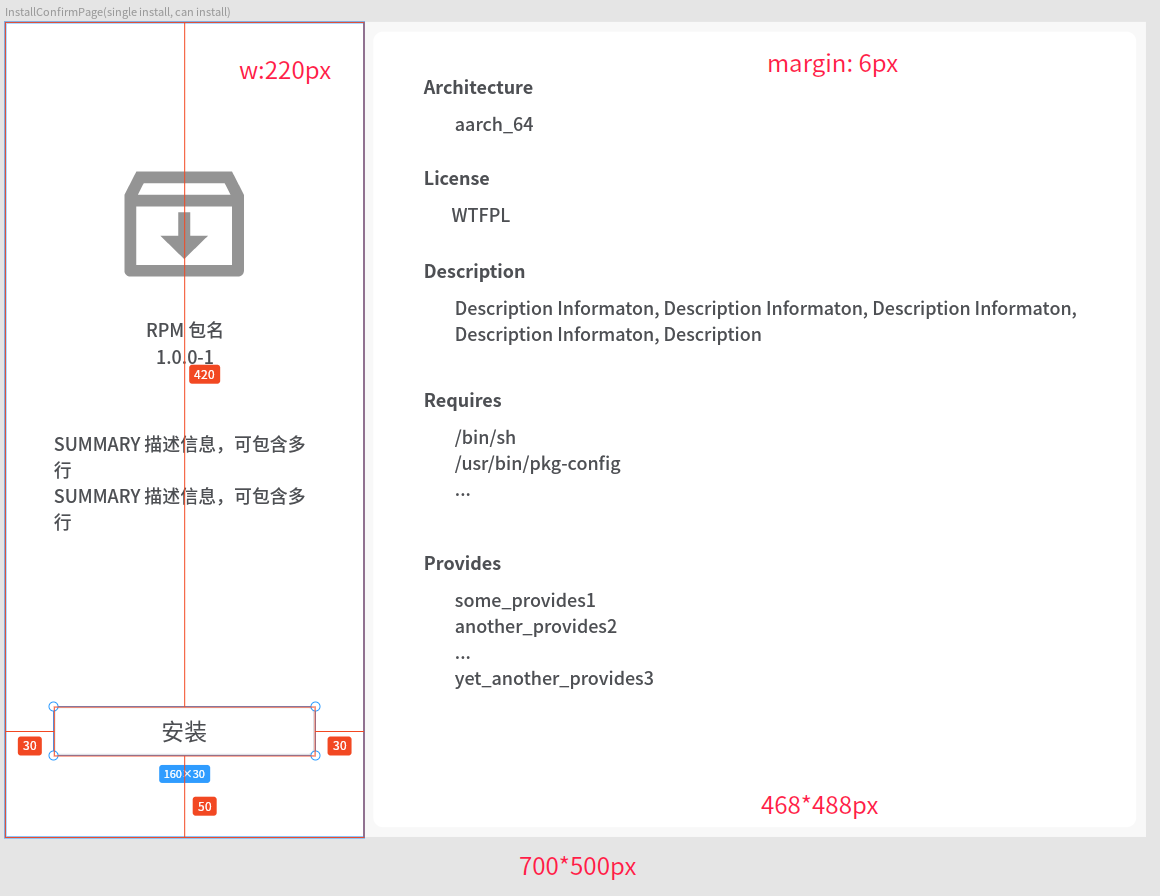 InstallConfirmPage(single install, can install)
w:220px
RPM 包名
1.0.0-1
420
SUMMARY 描述信息，可包含多
行
SUMMARY 描述信息，可包含多
行
安装
30
30
160×30
50
margin: 6px
Architecture
aarch_64
License
WTFPL
Description
Description Informaton, Description Informaton, Description Informaton,
Description Informaton, Description
Requires
/bin/sh
/usr/bin/pkg-config
...
Provides
some_provides1
another_provides2
...
yet_another_provides3
468*488px
700*500px